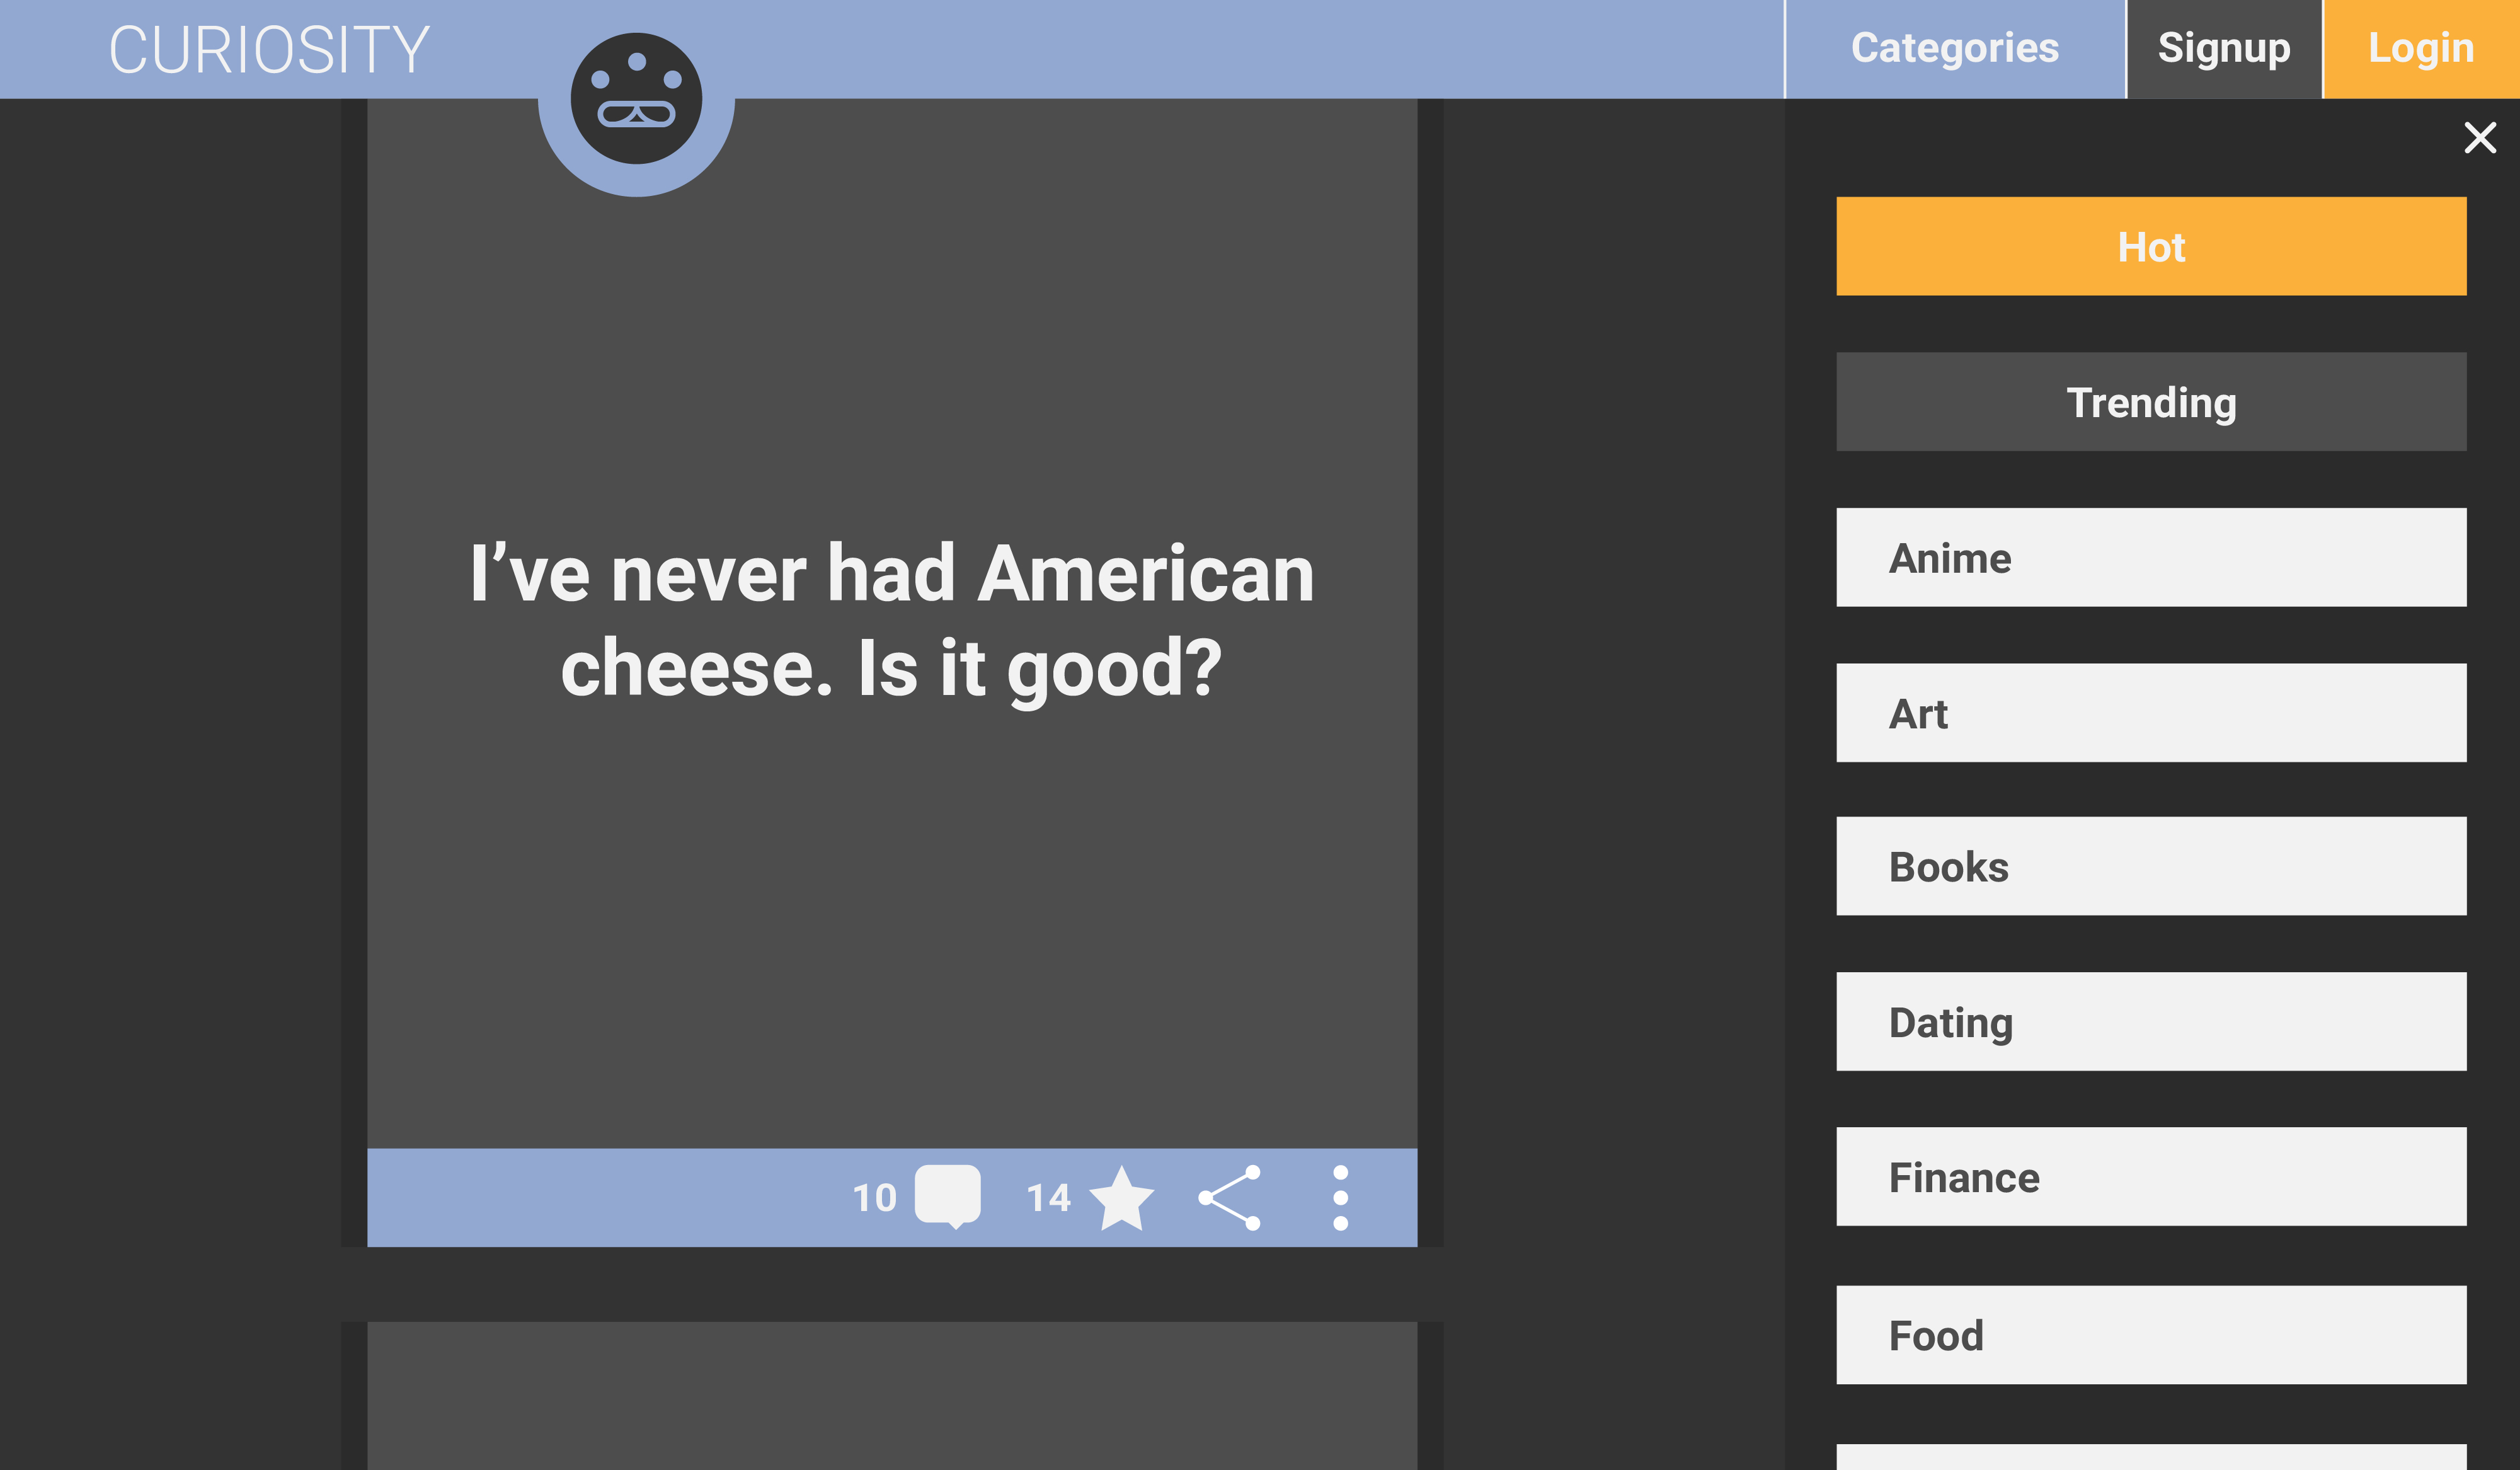 CURIOSITY
Categories
Signup
Login
I’ve never had American
cheese. Is it good?
10
14
Hot
Trending
Anime
Art
Books
Dating
Finance
Food